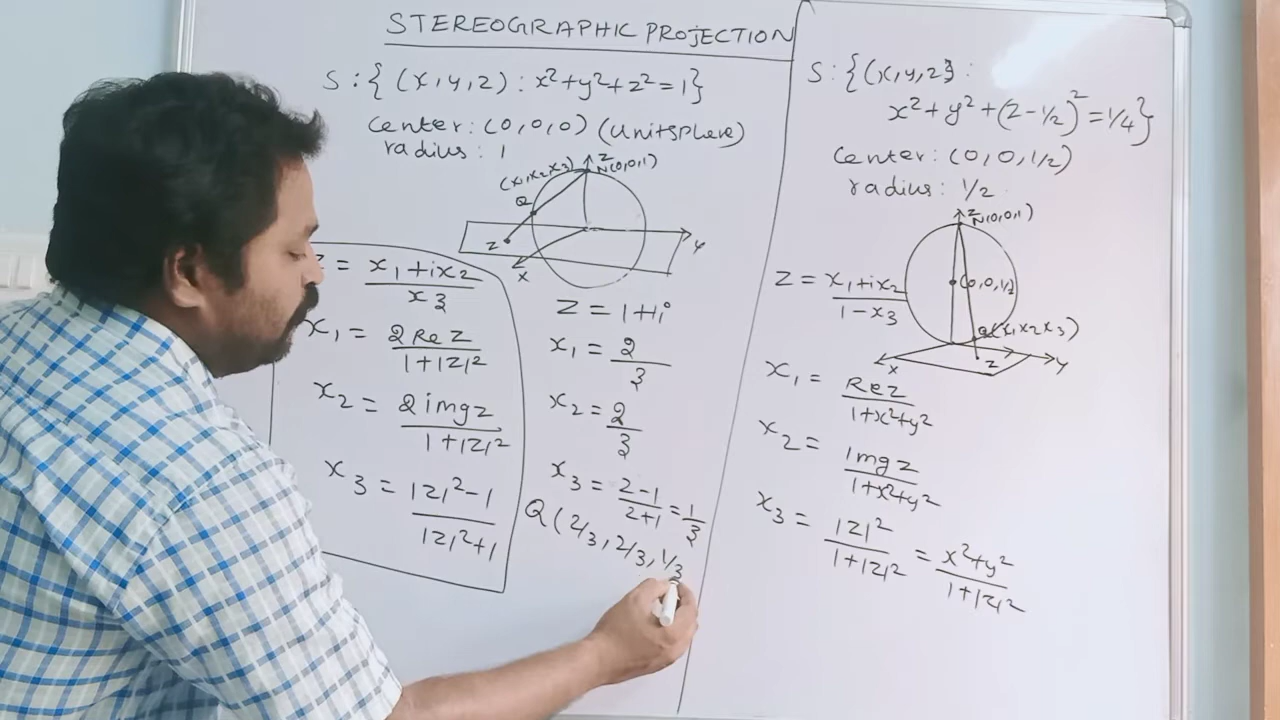 STEREOGRAPHIC PROJECTION
S : { (x, y, z) : x² + y² + z² = 1 }
center : (0, 0, 0) (unitsphere)
radius : 1
(x₁ x₂ x₃)
z
N(0,0,1)
Q
z
y
x
z = x₁ + ix₂ / x₃
x₁ = 2 Re z / 1 + |z|²
x₂ = 2 img z / 1 + |z|²
x₃ = |z|² - 1 / |z|² + 1
z = 1 + i
x₁ = 2 / 3
x₂ = 2 / 3
x₃ = 2 - 1 / 2 + 1 = 1 / 3
Q ( 2/3, 2/3, 1/3
S : { (x, y, z) :
x² + y² + (z - 1/2)² = 1/4 }
center : (0, 0, 1/2)
radius : 1/2
z
N(0,0,1)
(0,0,1/2)
Q(x₁ x₂ x₃)
z
x
y
z = x₁ + ix₂ / 1 - x₃
x₁ = Re z / 1 + x² + y²
x₂ = Img z / 1 + x² + y²
x₃ = |z|² / 1 + |z|² = x² + y² / 1 + |z|²